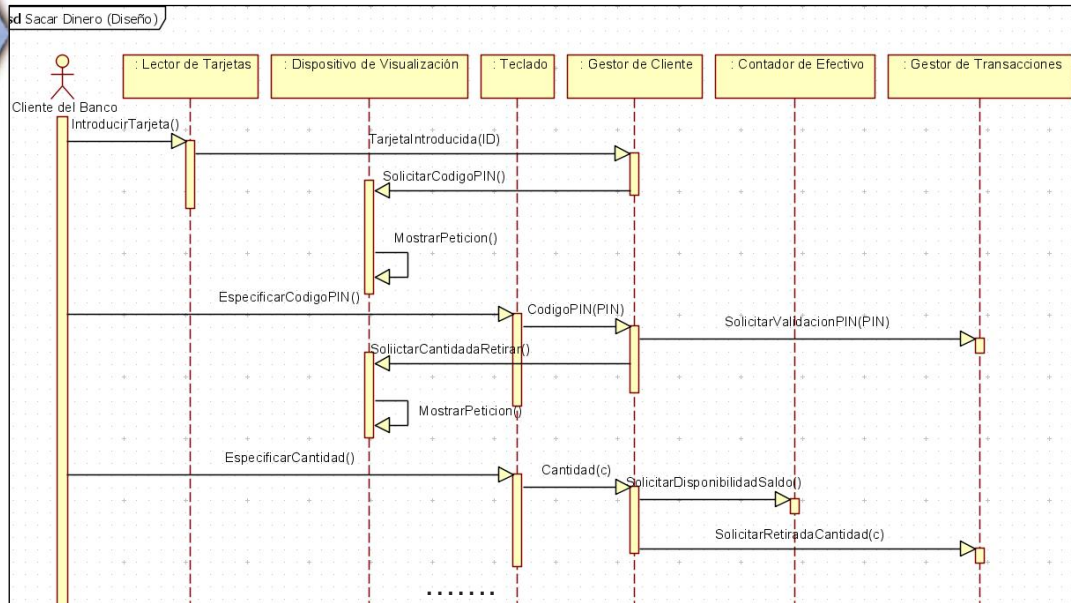 sd Sacar Dinero (Diseño)
: Lector de Tarjetas
: Dispositivo de Visualización
: Teclado
: Gestor de Cliente
: Contador de Efectivo
: Gestor de Transacciones
Cliente del Banco
IntroducirTarjeta()
TarjetaIntroducida(ID)
SolicitarCodigoPIN()
MostrarPeticion()
EspecificarCodigoPIN()
CodigoPIN(PIN)
SolicitarValidacionPIN(PIN)
SoliictarCantidadaRetirar()
MostrarPeticion()
EspecificarCantidad()
Cantidad(c)
SolicitarDisponibilidadSaldo()
SolicitarRetiradaCantidad(c)
.......